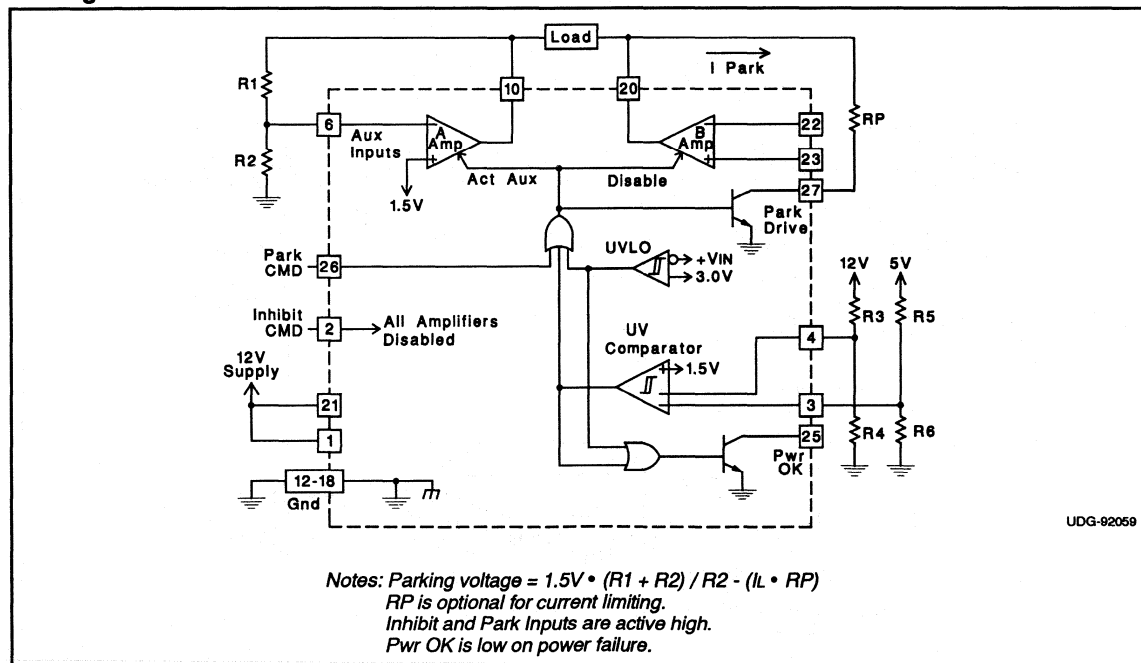 Load
I Park
R1
10
20
RP
6
A
Amp
B
Amp
22
Aux
Inputs
23
R2
Act Aux
Disable
27
1.5V
Park
Drive
UVLO
Park
CMD
26
+VIN
3.0V
12V
5V
Inhibit
CMD
2
All Amplifiers
Disabled
R3
R5
UV
Comparator
4
12V
Supply
1.5V
21
3
1
R4
R6
25
Pwr
OK
12-18
Gnd
UDG-92059
Notes: Parking voltage = 1.5V • (R1 + R2) / R2 - (IL • RP)
RP is optional for current limiting.
Inhibit and Park Inputs are active high.
Pwr OK is low on power failure.